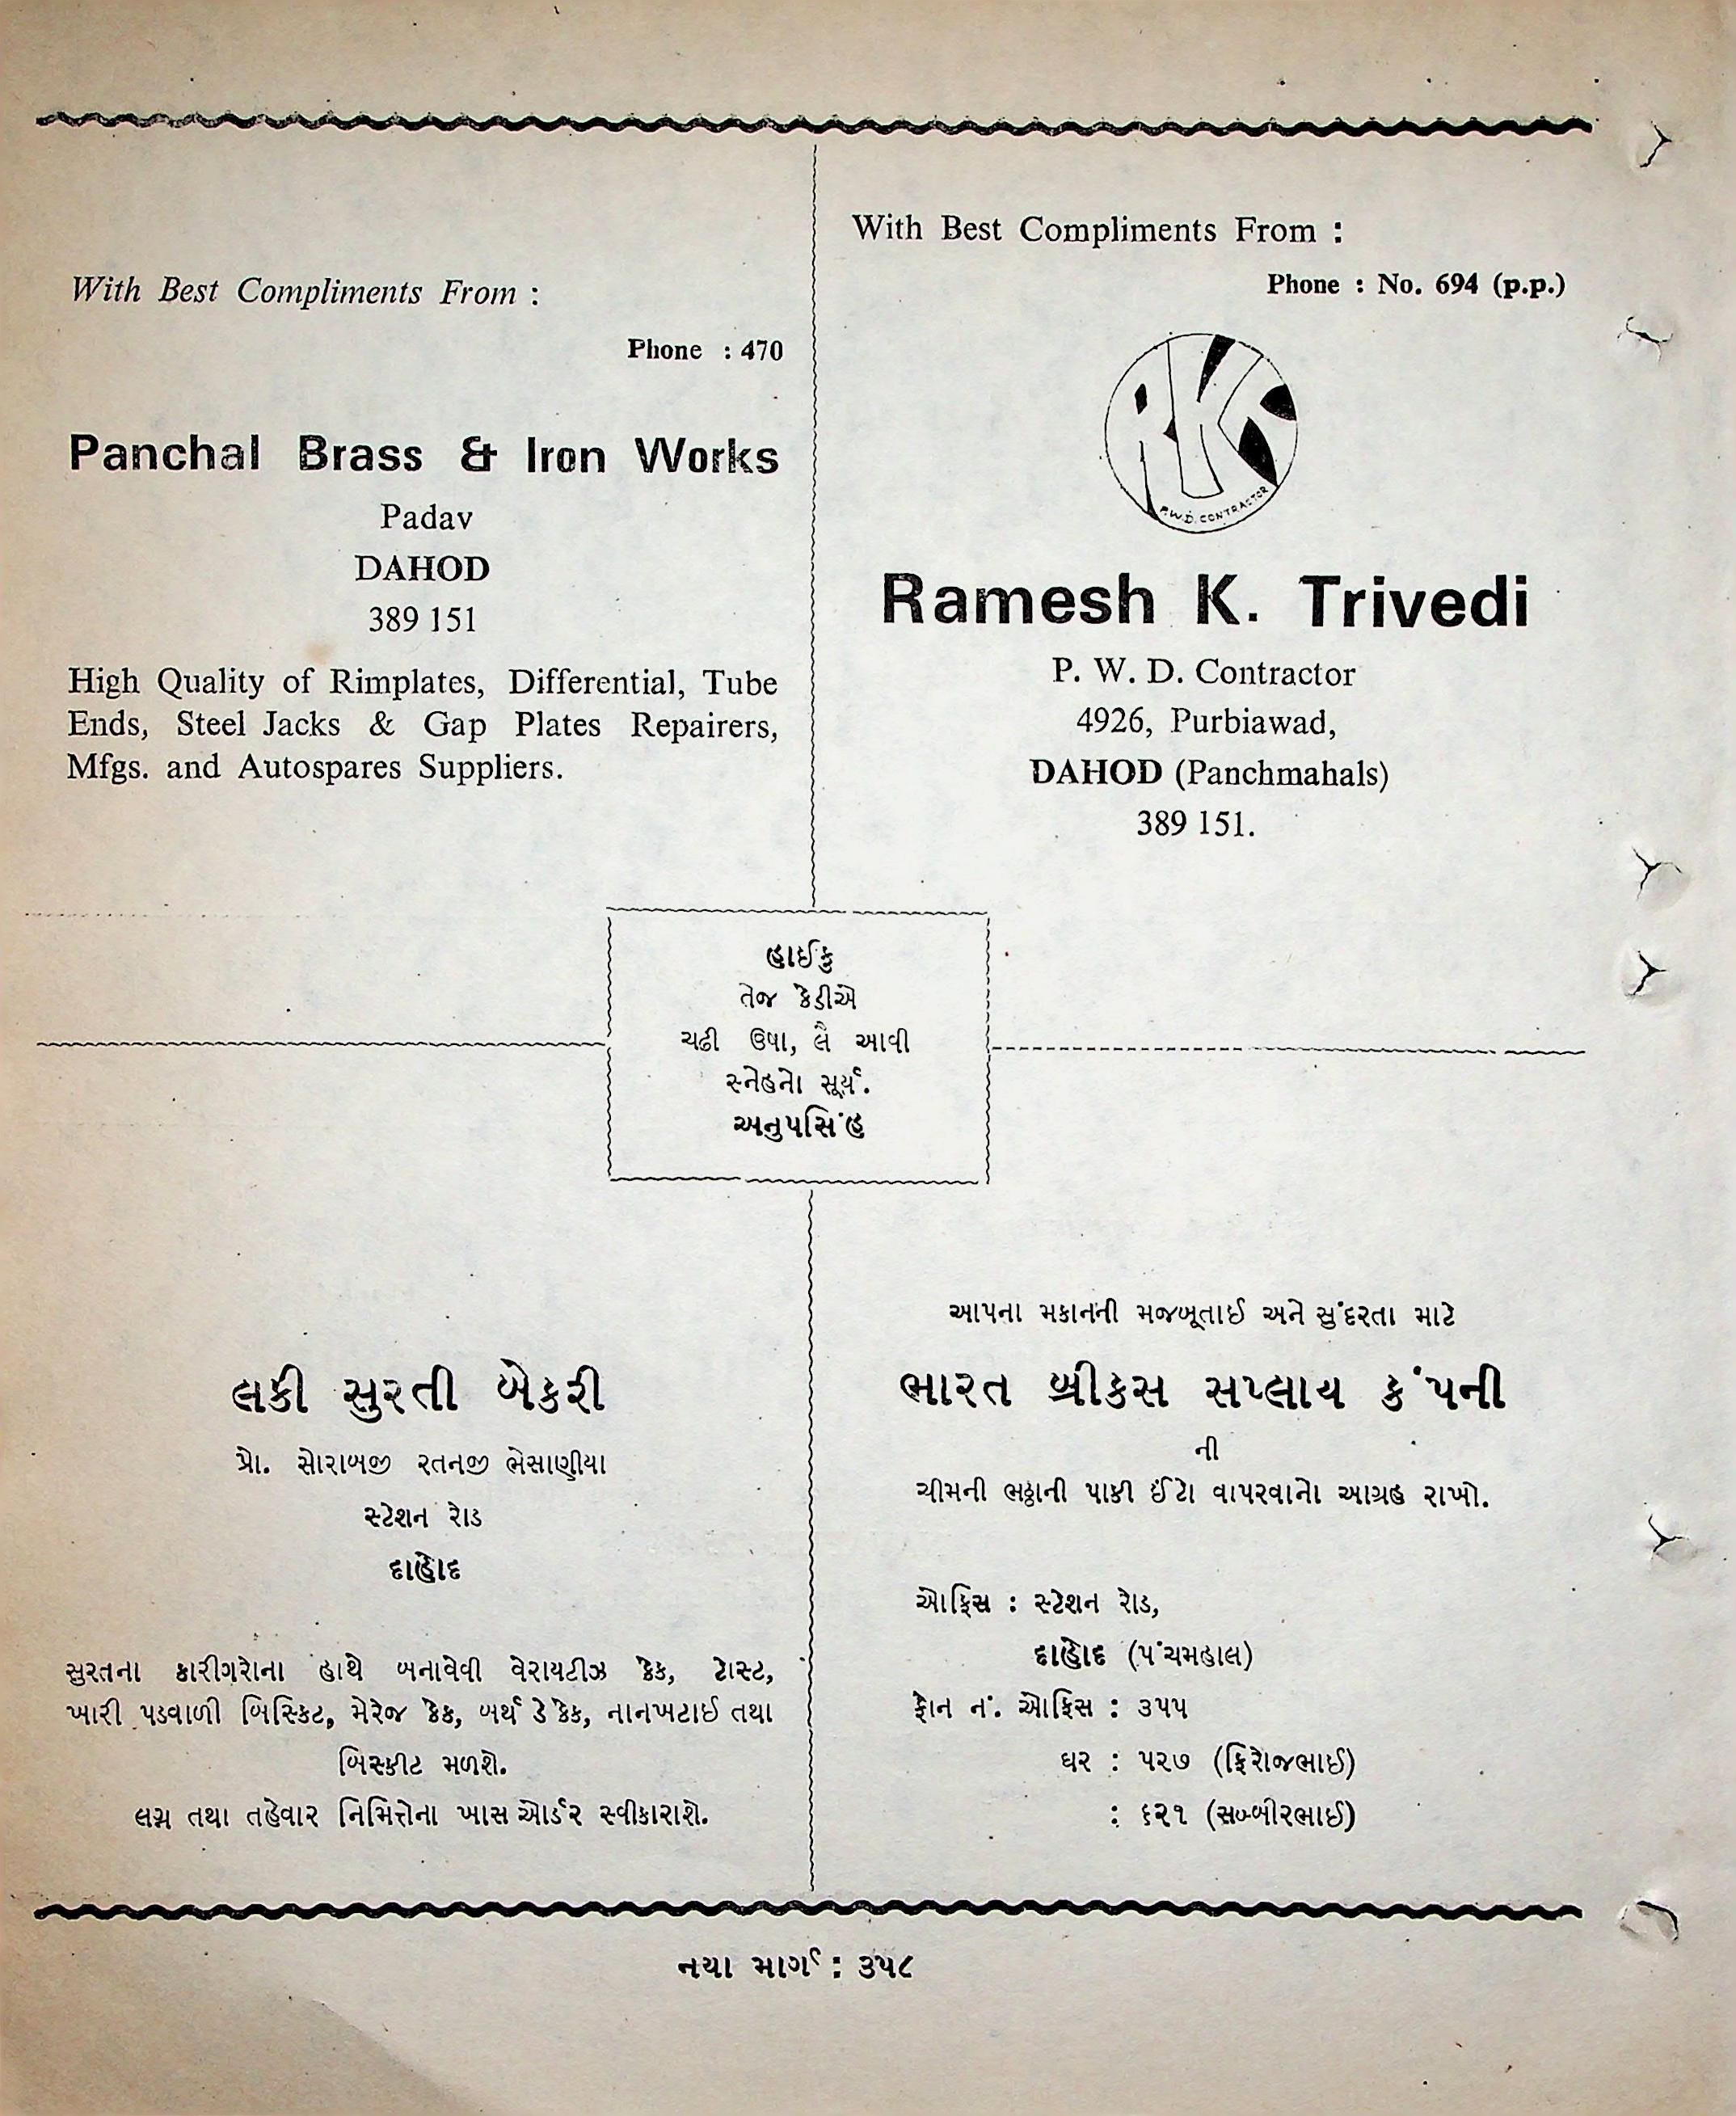 With Best Compliments From :
Phone : 470
Panchal Brass & Iron Works
Padav
DAHOD
389 151
High Quality of Rimplates, Differential, Tube
Ends, Steel Jacks & Gap Plates Repairers,
Mfgs. and Autospares Suppliers.
With Best Compliments From :
Phone : No. 694 (p.p.)
RKT
P.W.D. CONTRACTOR
Ramesh K. Trivedi
P. W. D. Contractor
4926, Purbiawad,
DAHOD (Panchmahals)
389 151.
હાઈકુ
તેજ કેડીએ
ચઢી ઉષા, લૈ આવી
સ્નેહનો સૂર્ય.
અનુપસિંહ
લકી સુરતી બેકરી
પ્રો. સોરાબજી રતનજી ભેસાણીયા
સ્ટેશન રોડ
દાહોદ
સુરતના કારીગરોના હાથે બનાવેવી વેરાયટીઝ કેક, ટોસ્ટ,
ખારી પડવાળી બિસ્કિટ, મેરેજ કેક, બર્થ ડે કેક, નાનખટાઈ તથા
બિસ્કીટ મળશે.
લગ્ન તથા તહેવાર નિમિત્તેના ખાસ ઓર્ડર સ્વીકારાશે.
આપના મકાનની મજબૂતાઈ અને સુંદરતા માટે
ભારત બ્રીકસ સપ્લાય કંપની
ની
ચીમની ભઠ્ઠાની પાકી ઈંટો વાપરવાનો આગ્રહ રાખો.
ઓફિસ : સ્ટેશન રોડ,
દાહોદ (પંચમહાલ)
ફોન નં. ઓફિસ : ૩૫૫
ઘર : ૫૨૭ (ફિરોજભાઈ)
: ૬૨૧ (સબ્બીરભાઈ)
નયા માર્ગ : ૩૫૮